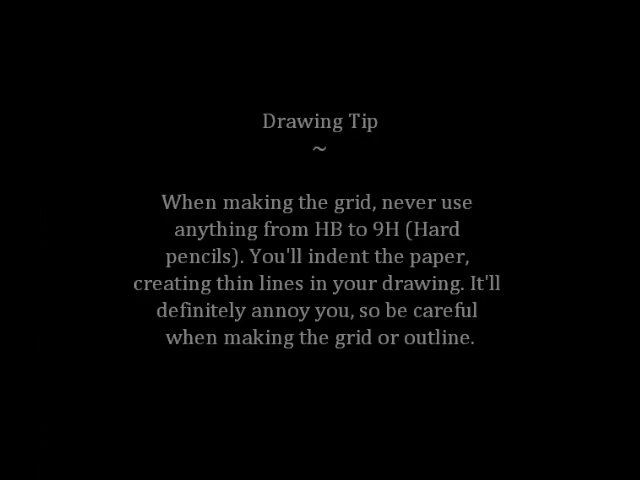 Drawing Tip
~
When making the grid, never use
anything from HB to 9H (Hard
pencils). You'll indent the paper,
creating thin lines in your drawing. It'll
definitely annoy you, so be careful
when making the grid or outline.